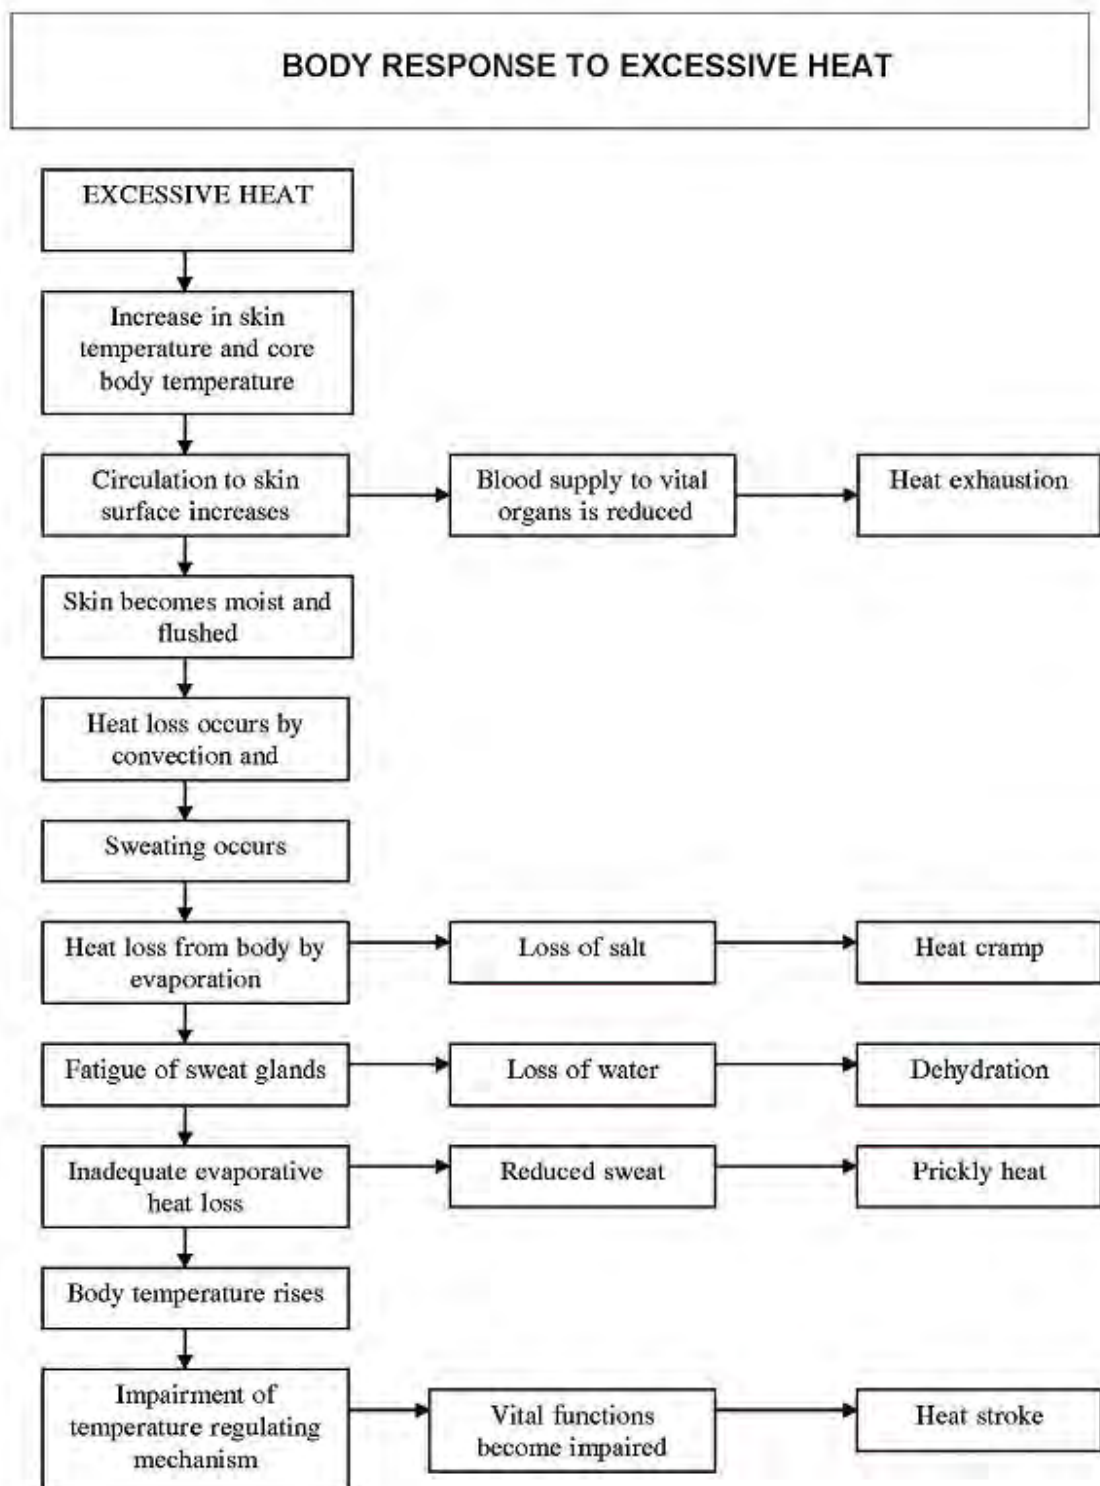 BODY RESPONSE TO EXCESSIVE HEAT
EXCESSIVE HEAT
Increase in skin
temperature and core
body temperature
Circulation to skin
surface increases
Blood supply to vital
organs is reduced
Heat exhaustion
Skin becomes moist and
flushed
Heat loss occurs by
convection and
Sweating occurs
Heat loss from body by
evaporation
Loss of salt
Heat cramp
Fatigue of sweat glands
Loss of water
Dehydration
Inadequate evaporative
heat loss
Reduced sweat
Prickly heat
Body temperature rises
Impairment of
temperature regulating
mechanism
Vital functions
become impaired
Heat stroke